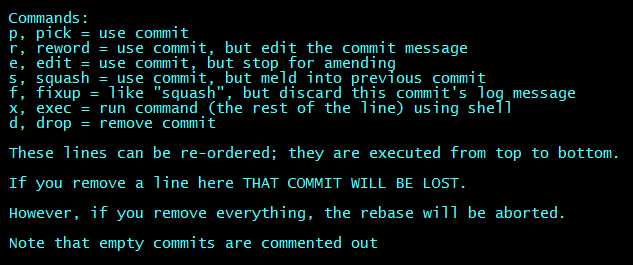 Commands:
p, pick = use commit
r, reword = use commit, but edit the commit message
e, edit = use commit, but stop for amending
s, squash = use commit, but meld into previous commit
f, fixup = like "squash", but discard this commit's log message
x, exec = run command (the rest of the line) using shell
d, drop = remove commit
These lines can be re-ordered; they are executed from top to bottom.
If you remove a line here THAT COMMIT WILL BE LOST.
However, if you remove everything, the rebase will be aborted.
Note that empty commits are commented out